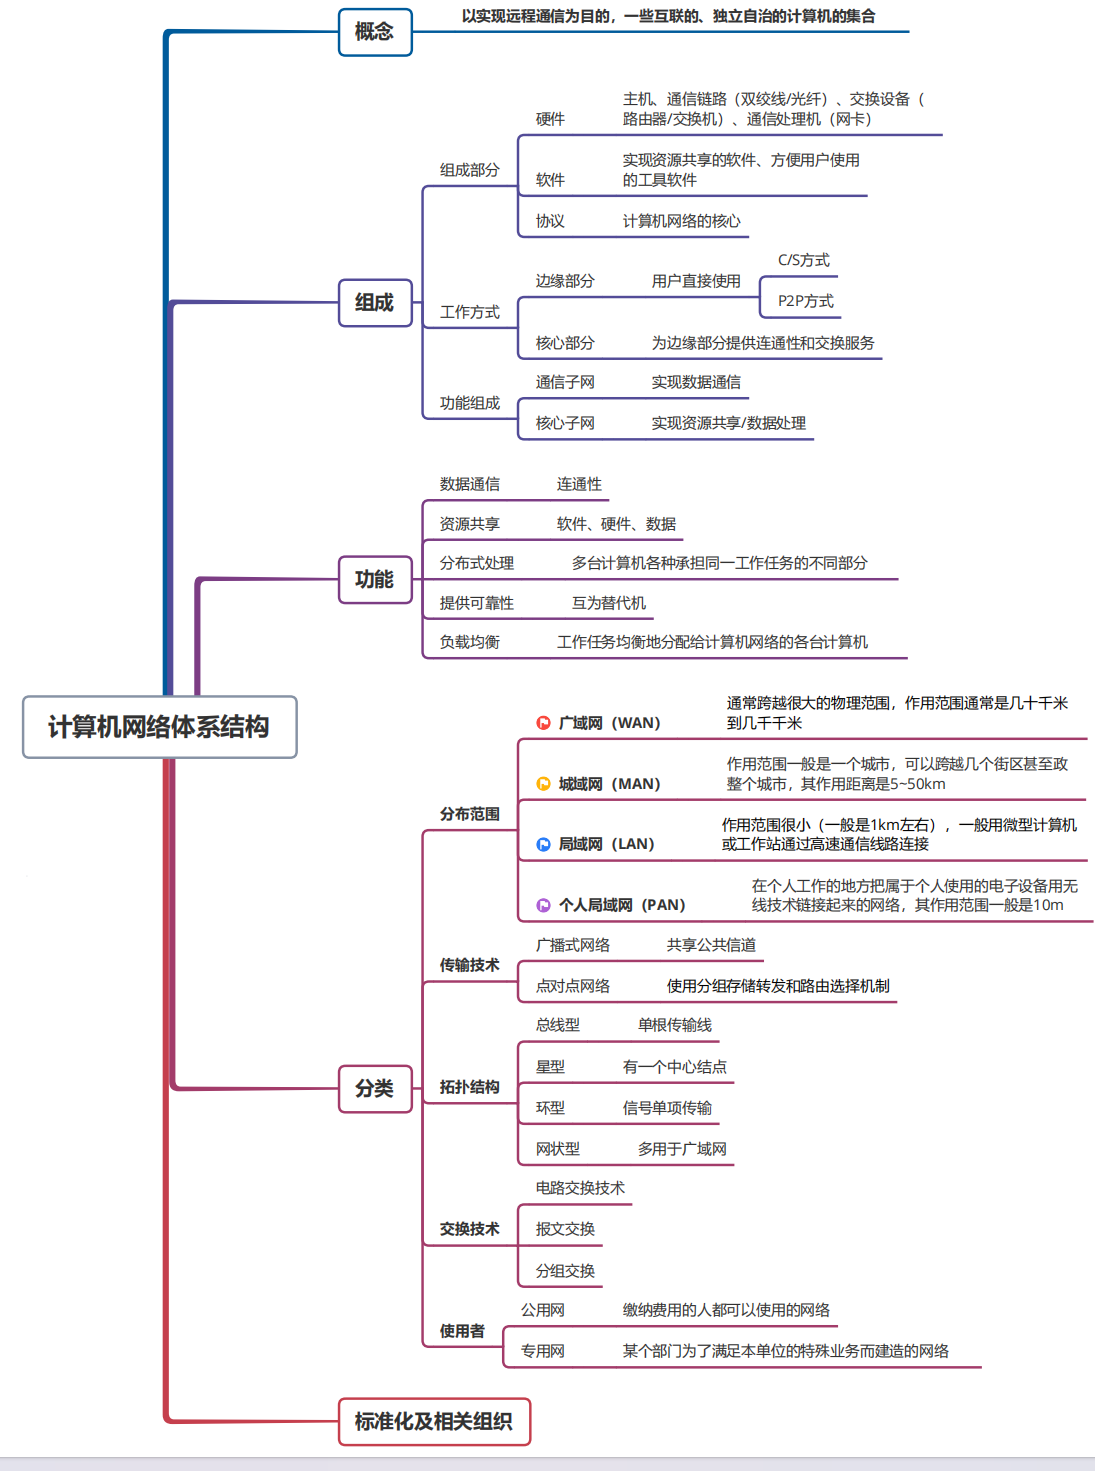 以实现远程通信为目的，一些互联的、独立自治的计算机的集合
概念
主机、通信链路（双绞线/光纤）、交换设备（
路由器/交换机）、通信处理机（网卡）
硬件
组成部分
实现资源共享的软件、方便用户使用
的工具软件
软件
协议
计算机网络的核心
组成
工作方式
边缘部分
用户直接使用
C/S方式
P2P方式
核心部分
为边缘部分提供连通性和交换服务
功能组成
通信子网
实现数据通信
核心子网
实现资源共享/数据处理
功能
数据通信
连通性
资源共享
软件、硬件、数据
分布式处理
多台计算机各种承担同一工作任务的不同部分
提供可靠性
互为替代机
负载均衡
工作任务均衡地分配给计算机网络的各台计算机
计算机网络体系结构
分类
分布范围
广域网（WAN）
通常跨越很大的物理范围，作用范围通常是几十千米
到几千千米
城域网（MAN）
作用范围一般是一个城市，可以跨越几个街区甚至政
整个城市，其作用距离是5~50km
局域网（LAN）
作用范围很小（一般是1km左右），一般用微型计算机
或工作站通过高速通信线路连接
个人局域网（PAN）
在个人工作的地方把属于个人使用的电子设备用无
线技术链接起来的网络，其作用范围一般是10m
传输技术
广播式网络
共享公共信道
点对点网络
使用分组存储转发和路由选择机制
拓扑结构
总线型
单根传输线
星型
有一个中心结点
环型
信号单项传输
网状型
多用于广域网
交换技术
电路交换技术
报文交换
分组交换
使用者
公用网
缴纳费用的人都可以使用的网络
专用网
某个部门为了满足本单位的特殊业务而建造的网络
标准化及相关组织